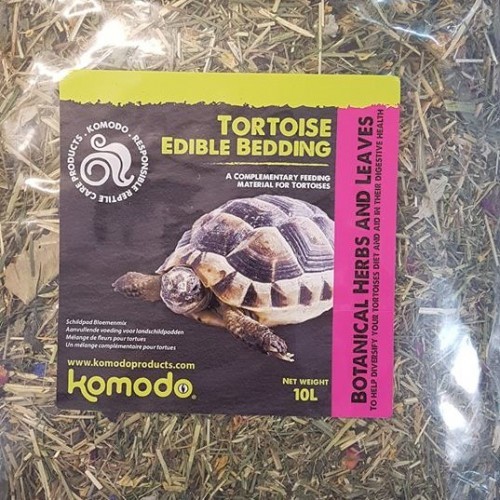 TORTOISE
EDIBLE BEDDING
A COMPLEMENTARY FEEDING
MATERIAL FOR TORTOISES
KOMODO · RESPONSIBLE REPTILE CARE PRODUCTS ·
Schildpad Bloemenmix
Aanvullende voeding voor landschildpadden
Mélange de fleurs pour tortues
Un mélange complémentaire pour tortues
www.komodoproducts.com
komodo
NET WEIGHT
10L
BOTANICAL HERBS AND LEAVES
TO HELP DIVERSIFY YOUR TORTOISES DIET AND AID IN THEIR DIGESTIVE HEALTH